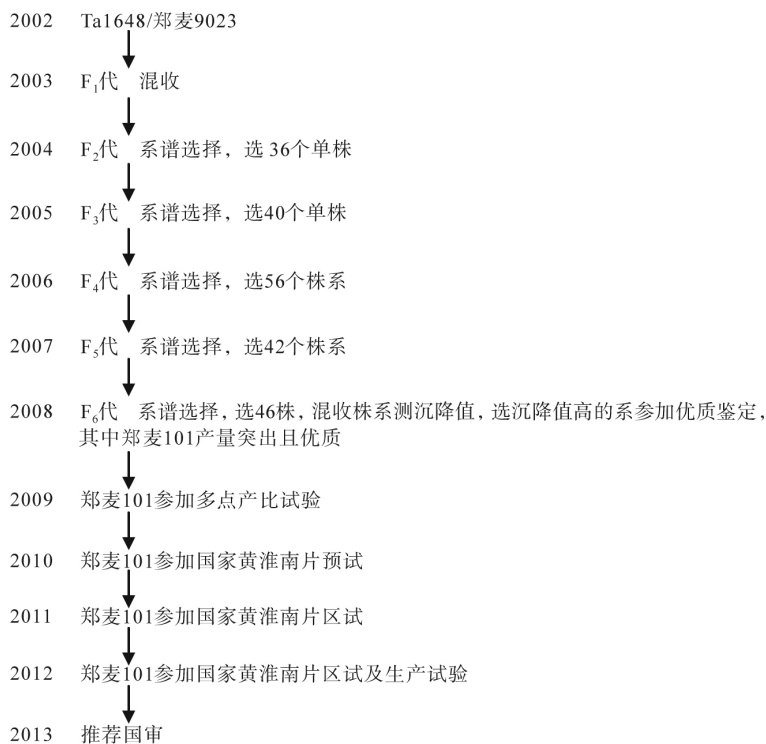 2002 Ta1648/郑麦9023
2003 F₁代 混收
2004 F₂代 系谱选择，选 36个单株
2005 F₃代 系谱选择，选40个单株
2006 F₄代 系谱选择，选56个株系
2007 F₅代 系谱选择，选42个株系
2008 F₆代 系谱选择，选46株，混收株系测沉降值，选沉降值高的系参加优质鉴定，
其中郑麦101产量突出且优质
2009 郑麦101参加多点产比试验
2010 郑麦101参加国家黄淮南片预试
2011 郑麦101参加国家黄淮南片区试
2012 郑麦101参加国家黄淮南片区试及生产试验
2013 推荐国审